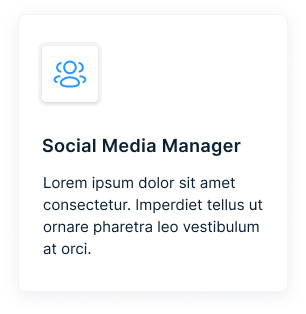 Social Media Manager
Lorem ipsum dolor sit amet
consectetur. Imperdiet tellus ut
ornare pharetra leo vestibulum
at orci.